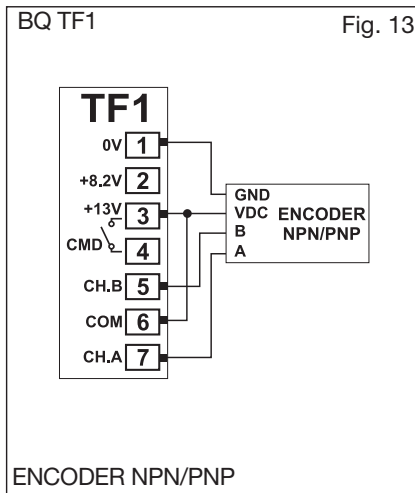 BQ TF1 Fig. 13
TF1
0V 1
+8.2V 2
+13V 3
CMD 4
CH.B 5
COM 6
CH.A 7
GND
VDC ENCODER
B NPN/PNP
A
ENCODER NPN/PNP